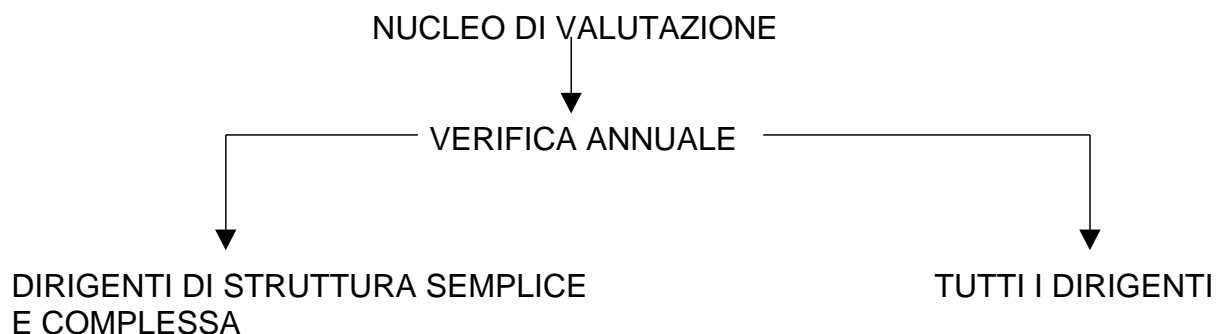 NUCLEO DI VALUTAZIONE
VERIFICA ANNUALE
DIRIGENTI DI STRUTTURA SEMPLICE
E COMPLESSA
TUTTI I DIRIGENTI